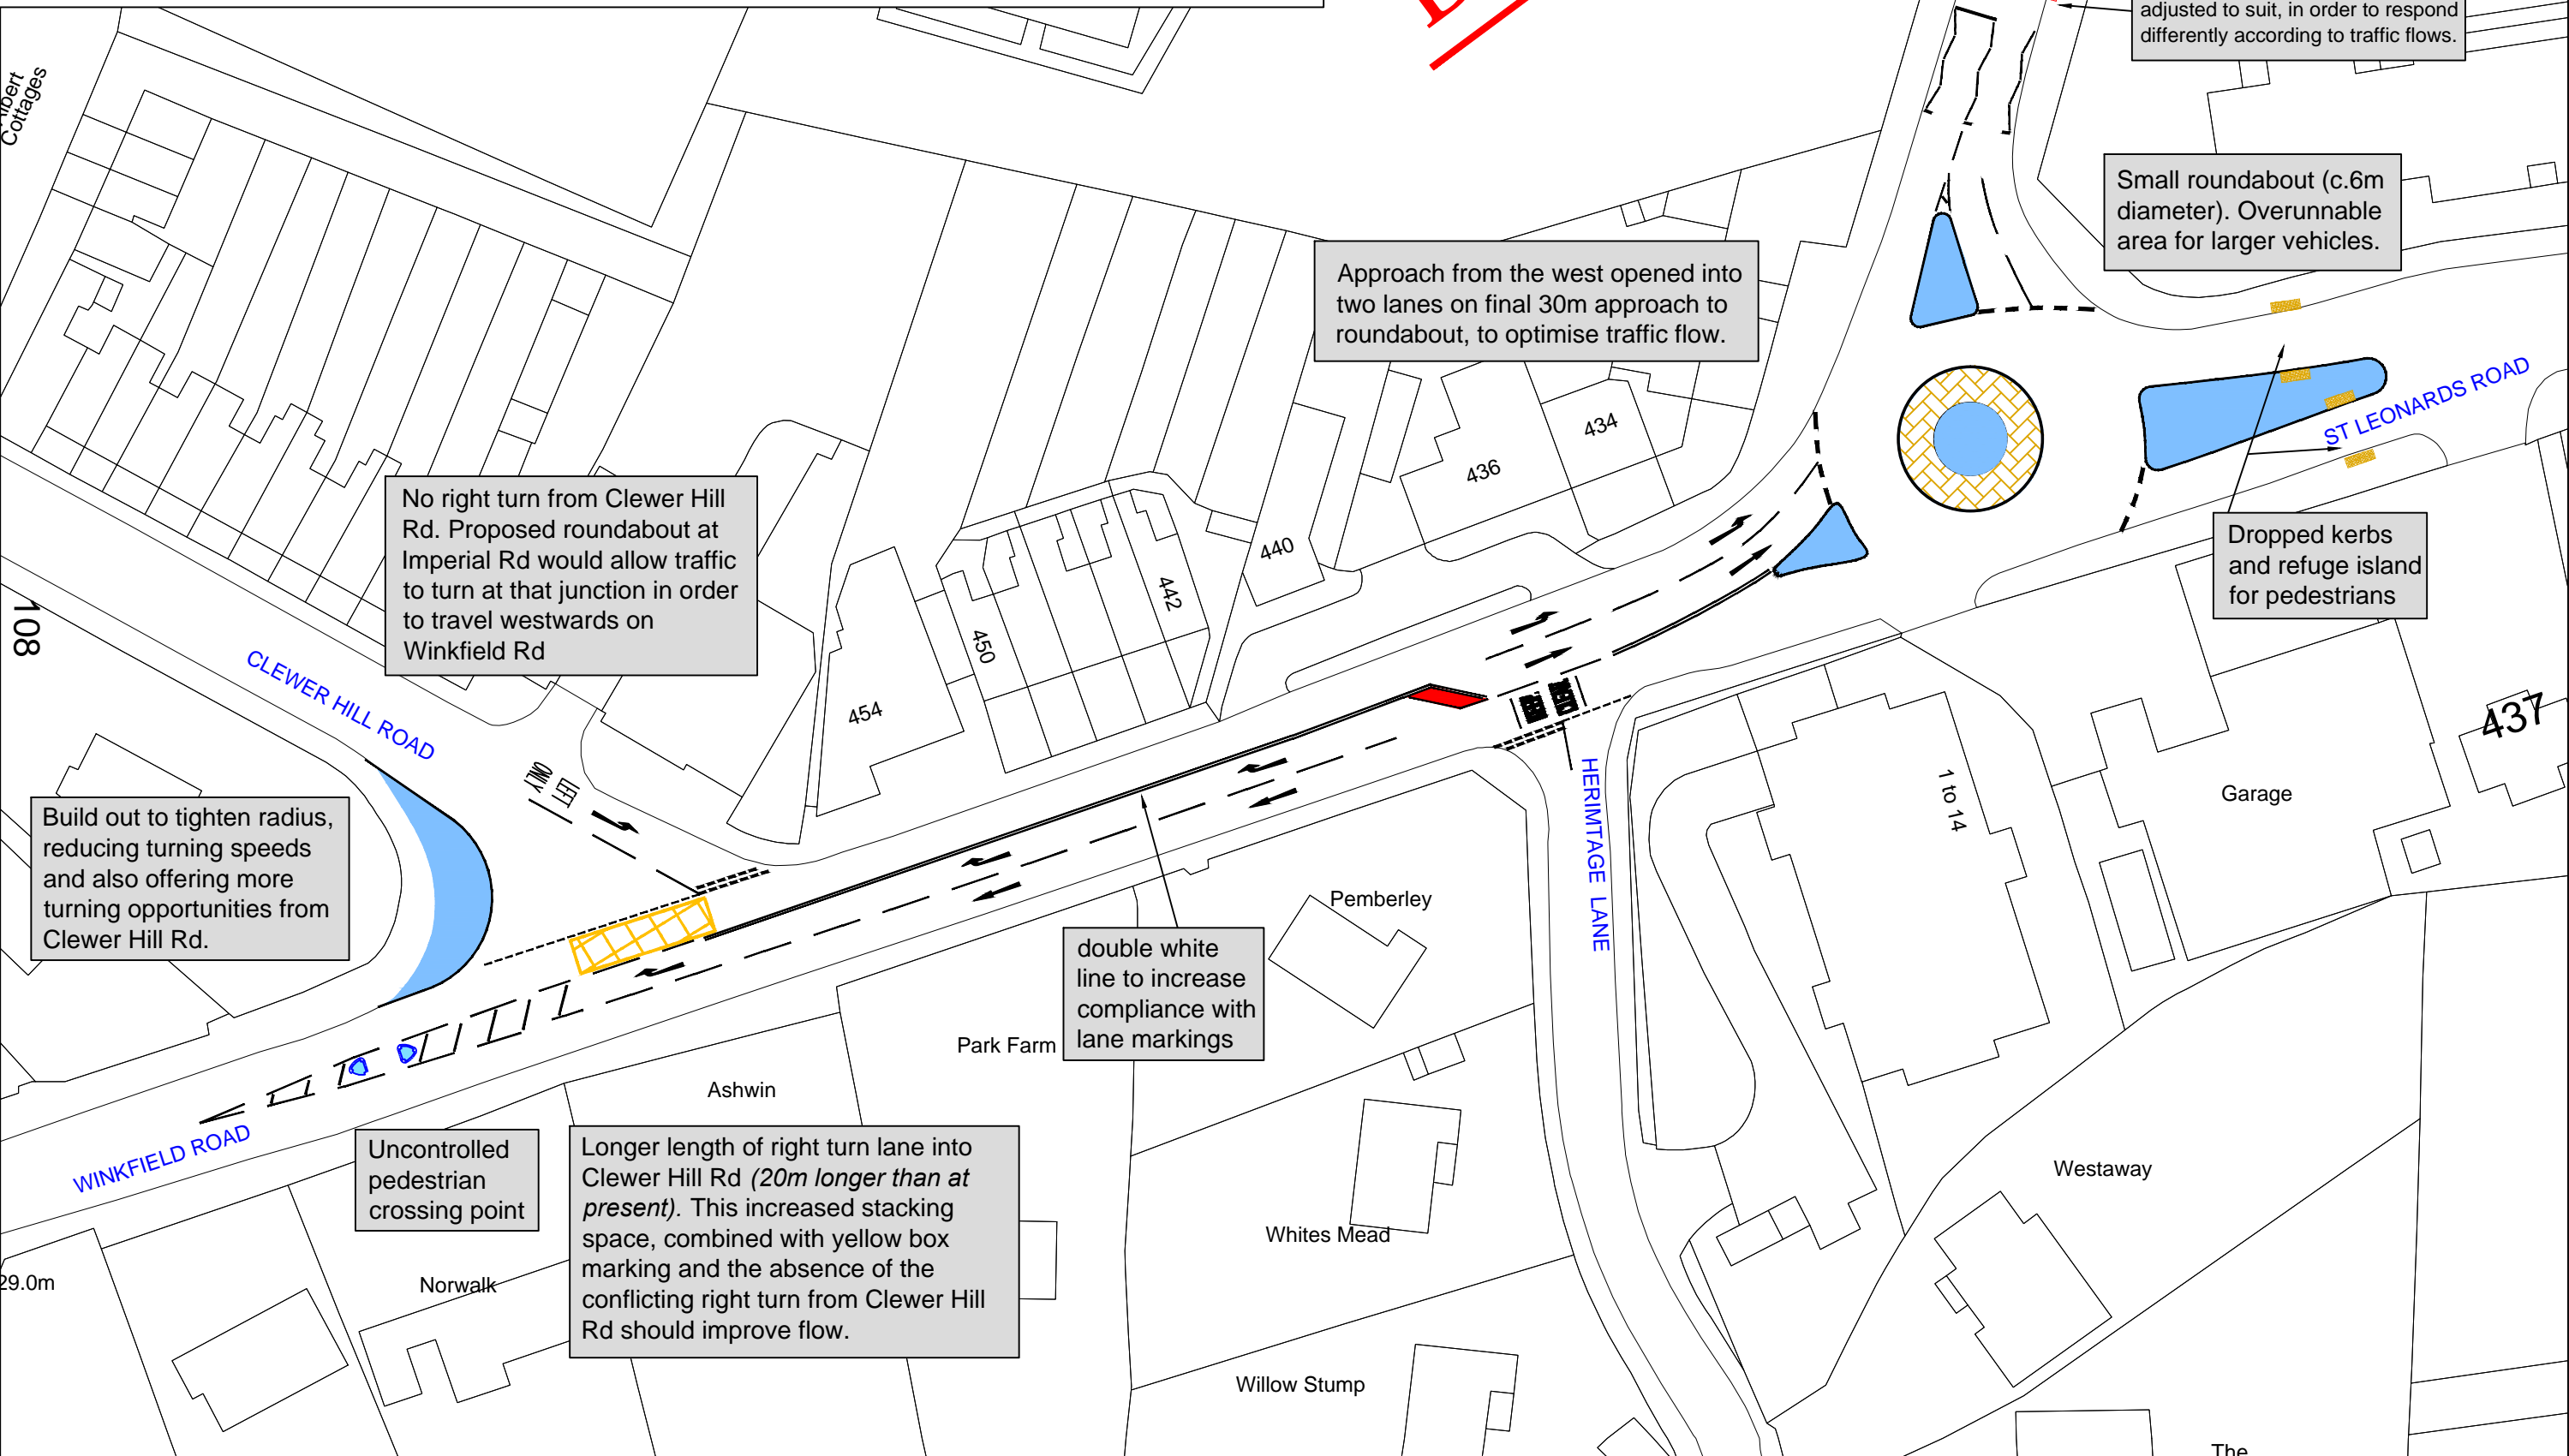 adjusted to suit, in order to respond
differently according to traffic flows.
Cottages
Small roundabout (c.6m
diameter). Overunnable
area for larger vehicles.
Approach from the west opened into
two lanes on final 30m approach to
roundabout, to optimise traffic flow.
ST LEONARDS ROAD
434
436
440
442
450
454
No right turn from Clewer Hill
Rd. Proposed roundabout at
Imperial Rd would allow traffic
to turn at that junction in order
to travel westwards on
Winkfield Rd
Dropped kerbs
and refuge island
for pedestrians
108
CLEWER HILL ROAD
LEFT
ONLY
KEEP
CLEAR
HERIMTAGE LANE
1 to 14
Garage
437
Build out to tighten radius,
reducing turning speeds
and also offering more
turning opportunities from
Clewer Hill Rd.
Pemberley
double white
line to increase
compliance with
lane markings
Park Farm
Ashwin
WINKFIELD ROAD
Uncontrolled
pedestrian
crossing point
Longer length of right turn lane into
Clewer Hill Rd (20m longer than at
present). This increased stacking
space, combined with yellow box
marking and the absence of the
conflicting right turn from Clewer Hill
Rd should improve flow.
Westaway
Whites Mead
29.0m
Norwalk
Willow Stump
The